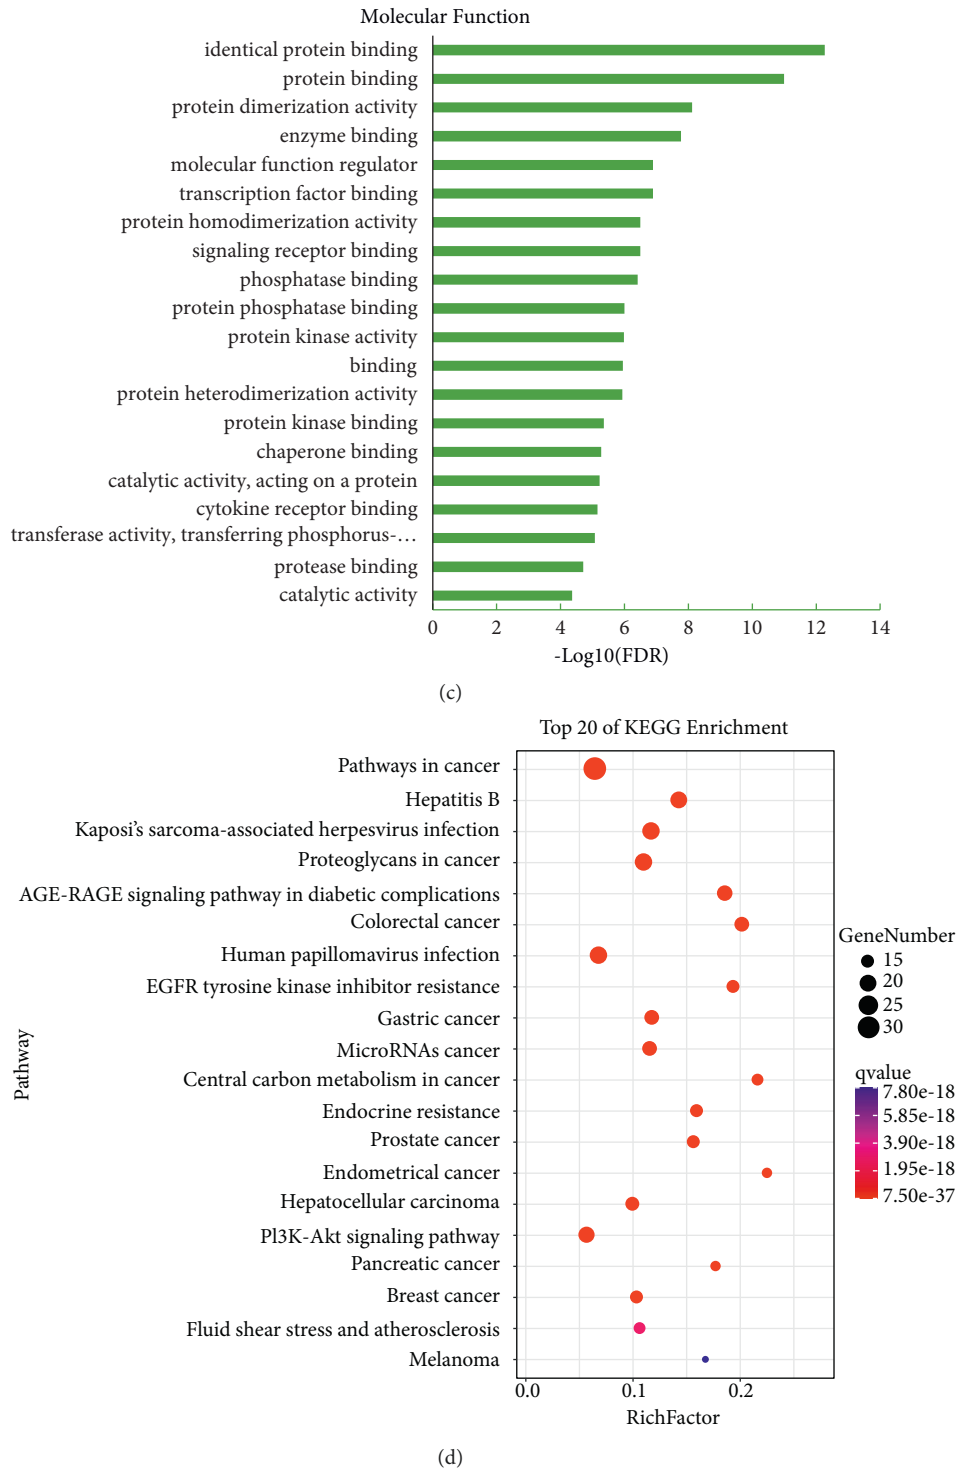 Molecular Function
identical protein binding
protein binding
protein dimerization activity
enzyme binding
molecular function regulator
transcription factor binding
protein homodimerization activity
signaling receptor binding
phosphatase binding
protein phosphatase binding
protein kinase activity
binding
protein heterodimerization activity
protein kinase binding
chaperone binding
catalytic activity, acting on a protein
cytokine receptor binding
transferase activity, transferring phosphorus-…
protease binding
catalytic activity
0 2 4 6 8 10 12 14
-Log10(FDR)
(c)
Top 20 of KEGG Enrichment
Pathway
Pathways in cancer
Hepatitis B
Kaposi's sarcoma-associated herpesvirus infection
Proteoglycans in cancer
AGE-RAGE signaling pathway in diabetic complications
Colorectal cancer
Human papillomavirus infection
EGFR tyrosine kinase inhibitor resistance
Gastric cancer
MicroRNAs cancer
Central carbon metabolism in cancer
Endocrine resistance
Prostate cancer
Endometrical cancer
Hepatocellular carcinoma
Pl3K-Akt signaling pathway
Pancreatic cancer
Breast cancer
Fluid shear stress and atherosclerosis
Melanoma
0.0 0.1 0.2
RichFactor
GeneNumber
15
20
25
30
qvalue
7.80e-18
5.85e-18
3.90e-18
1.95e-18
7.50e-37
(d)